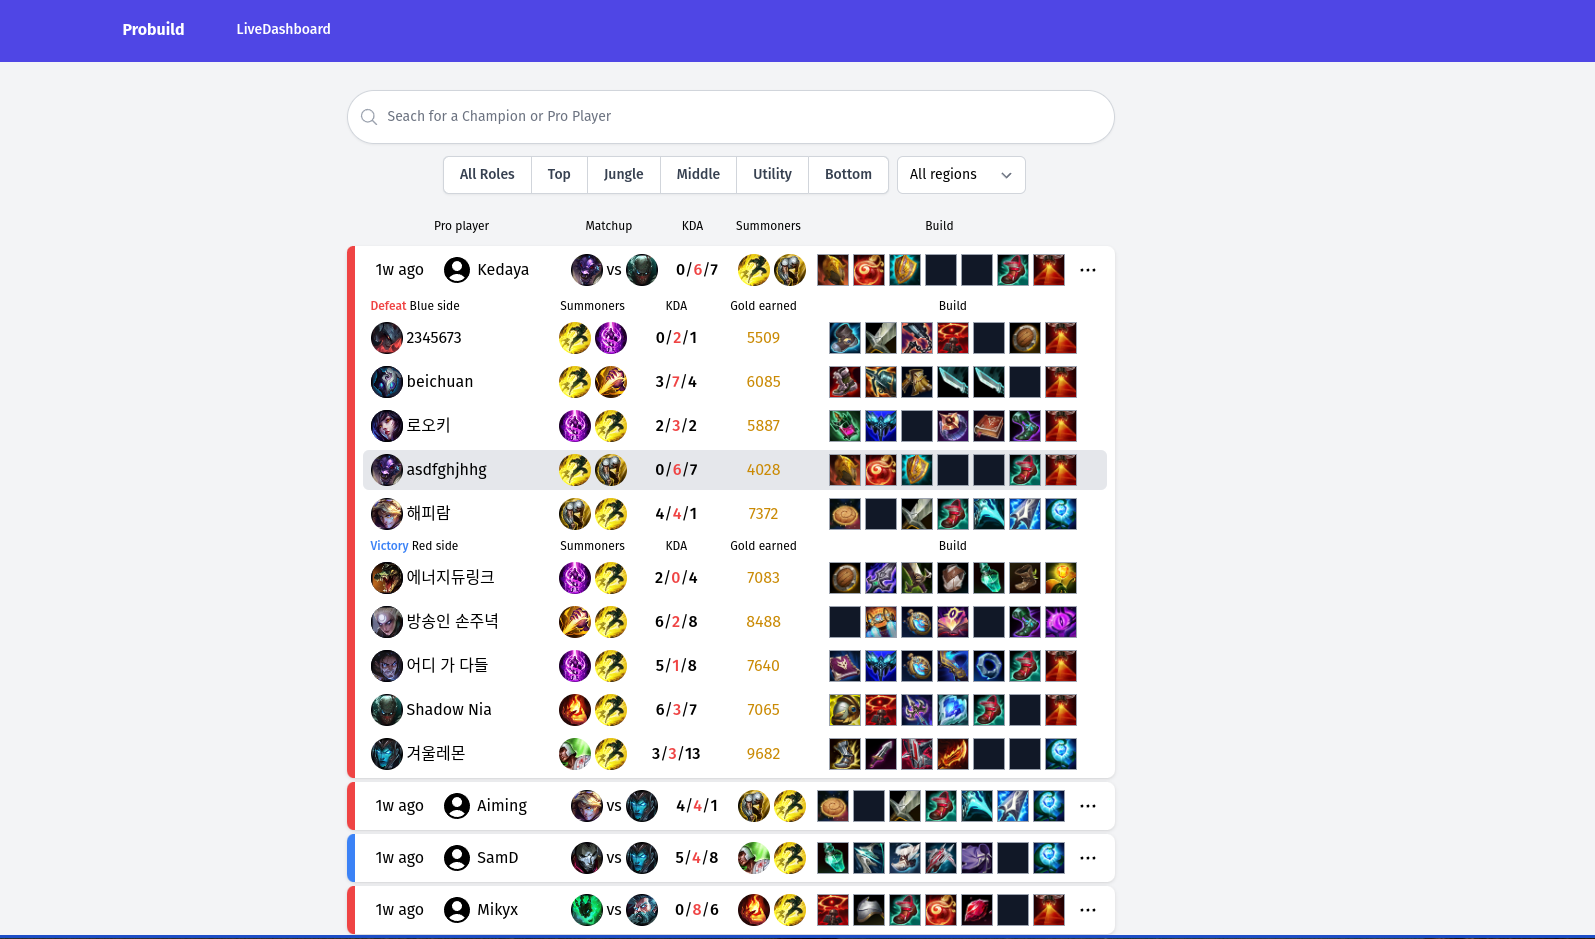 Probuild LiveDashboard
Seach for a Champion or Pro Player
All Roles Top Jungle Middle Utility Bottom All regions
Pro player Matchup KDA Summoners Build
1w ago Kedaya vs 0/6/7 ...
Defeat Blue side Summoners KDA Gold earned Build
2345673 0/2/1 5509
beichuan 3/7/4 6085
로오키 2/3/2 5887
asdfghjhhg 0/6/7 4028
해피람 4/4/1 7372
Victory Red side Summoners KDA Gold earned Build
에너지듀링크 2/0/4 7083
방송인 손주녁 6/2/8 8488
어디 가 다들 5/1/8 7640
Shadow Nia 6/3/7 7065
겨울레몬 3/3/13 9682
1w ago Aiming vs 4/4/1 ...
1w ago SamD vs 5/4/8 ...
1w ago Mikyx vs 0/8/6 ...